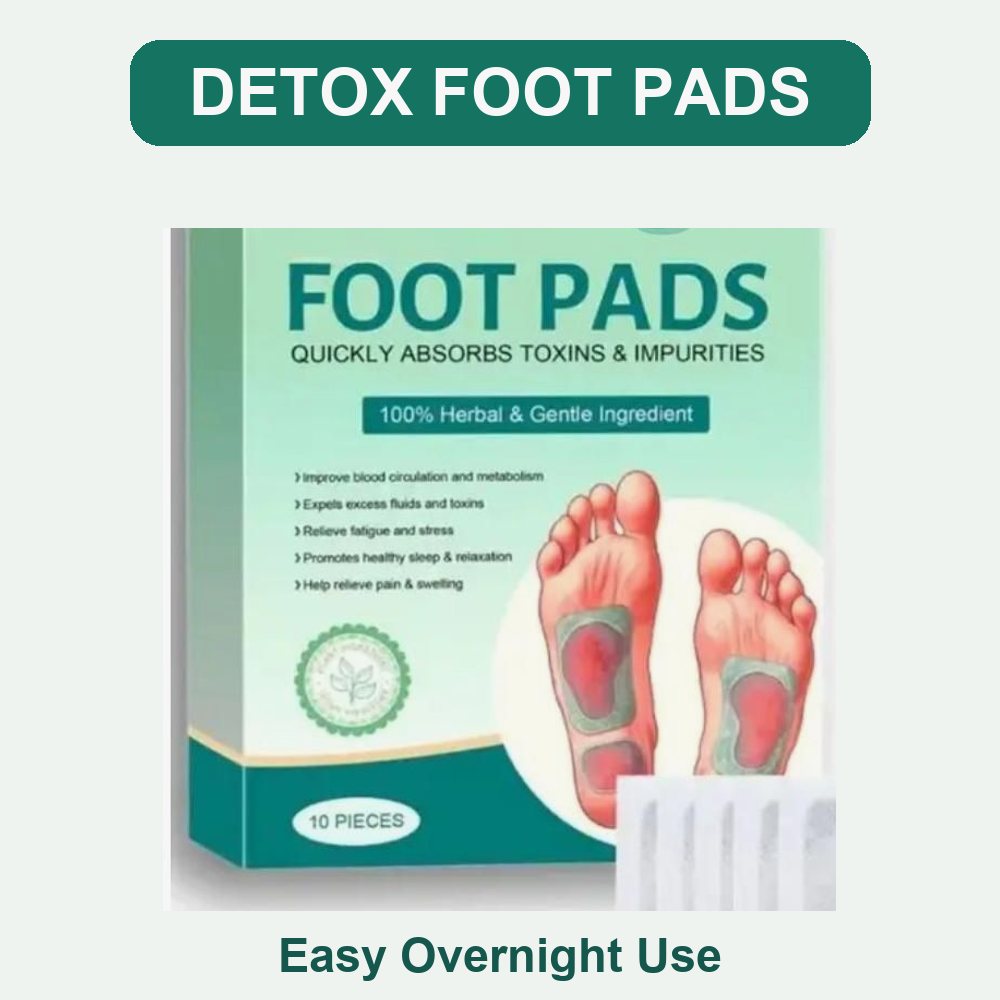 DETOX FOOT PADS
FOOT PADS
QUICKLY ABSORBS TOXINS & IMPURITIES
100% Herbal & Gentle Ingredient
›Improve blood circulation and metabolism
›Expels excess fluids and toxins
›Relieve fatigue and stress
›Promotes healthy sleep & relaxation
›Help relieve pain & swelling
10 PIECES
Easy Overnight Use